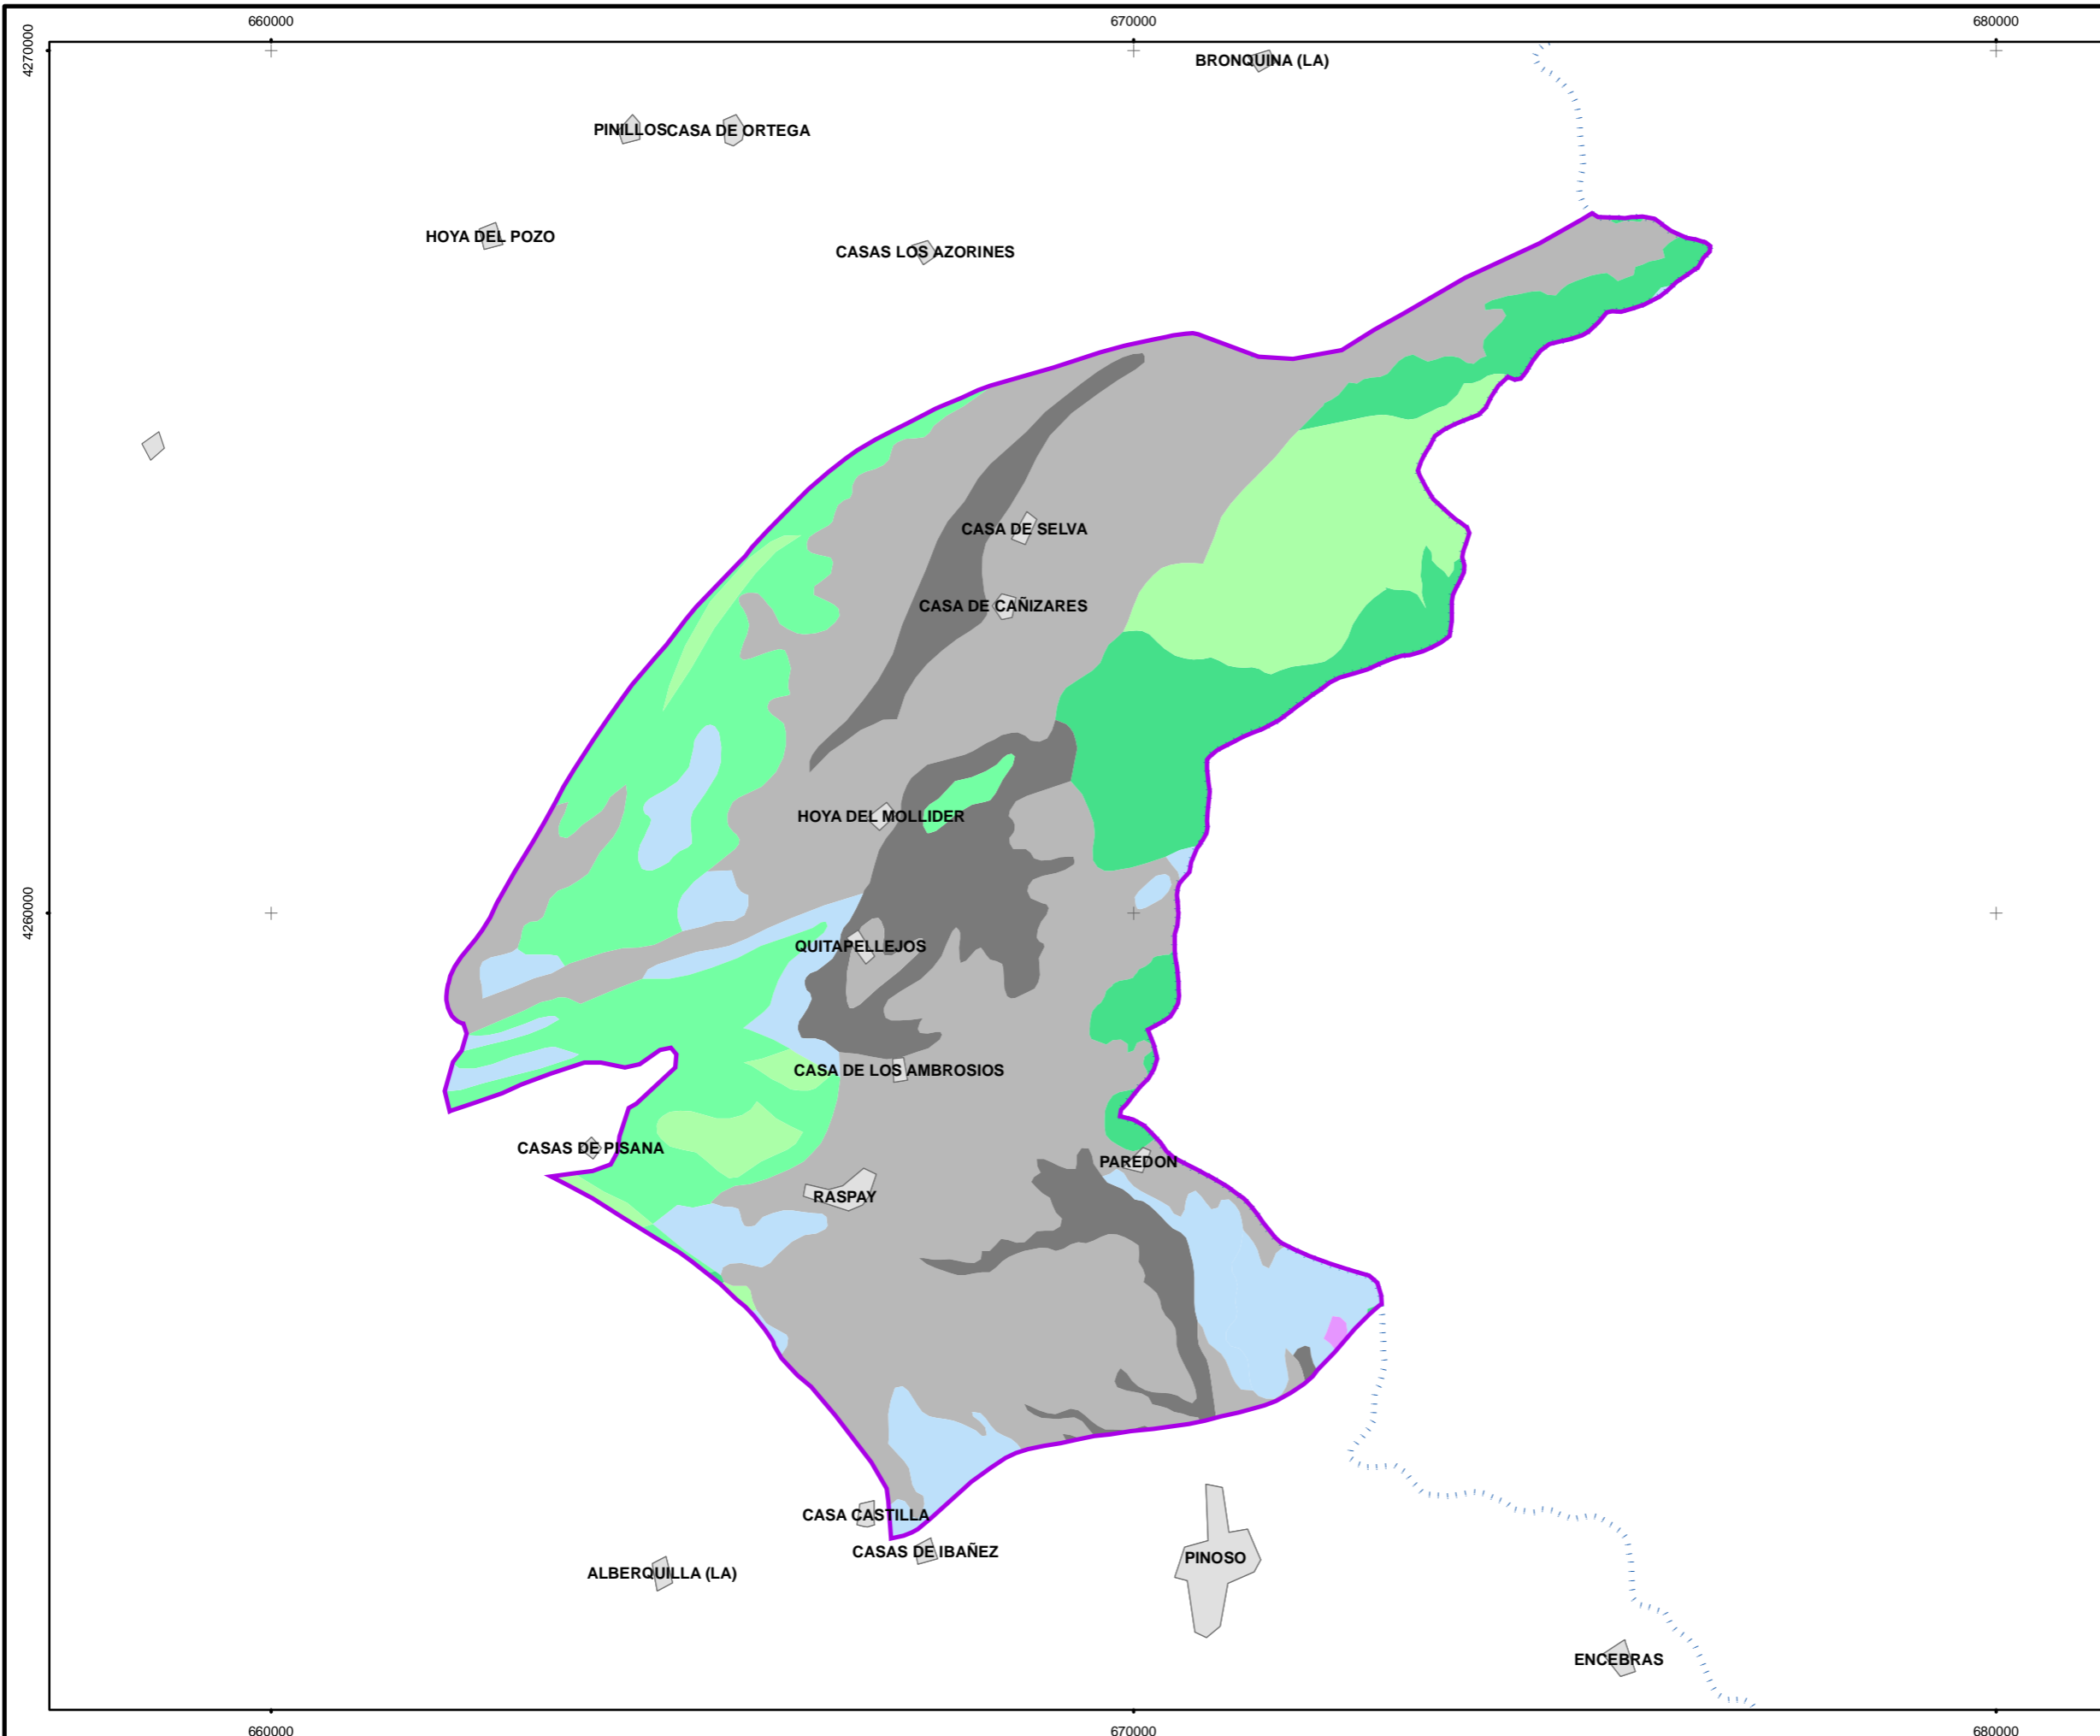 660000 670000 680000
4270000
BRONQUINA (LA)
PINILLOS CASA DE ORTEGA
HOYA DEL POZO
CASAS LOS AZORINES
CASA DE SELVA
CASA DE CAÑIZARES
HOYA DEL MOLLIDER
4260000
QUITAPELLEJOS
CASA DE LOS AMBROSIOS
CASAS DE PISANA
PAREDON
RASPAY
CASA CASTILLA
CASAS DE IBAÑEZ
PINOSO
ALBERQUILLA (LA)
ENCEBRAS
660000 670000 680000